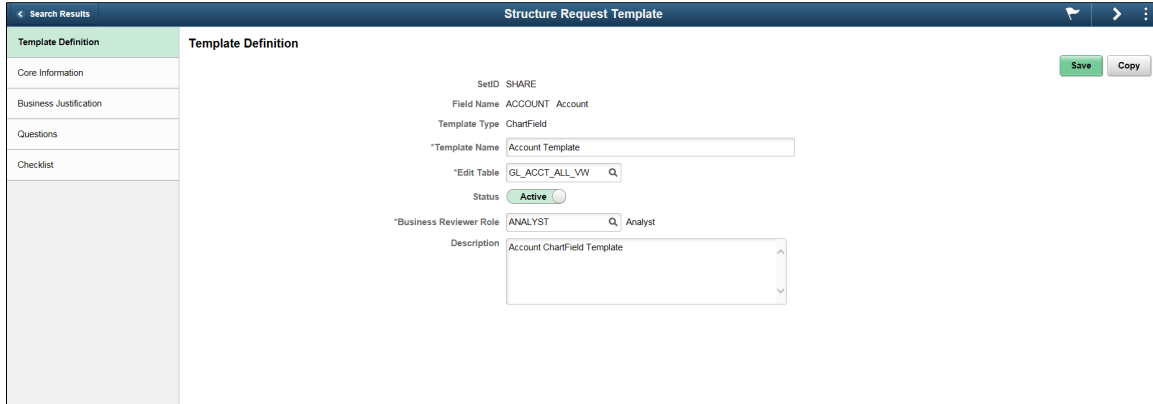 Search Results
Structure Request Template
Template Definition
Core Information
Business Justification
Questions
Checklist
Template Definition
Save
Copy
SetID SHARE
Field Name ACCOUNT Account
Template Type ChartField
*Template Name Account Template
*Edit Table GL_ACCT_ALL_VW
Status Active
*Business Reviewer Role ANALYST Analyst
Description Account ChartField Template